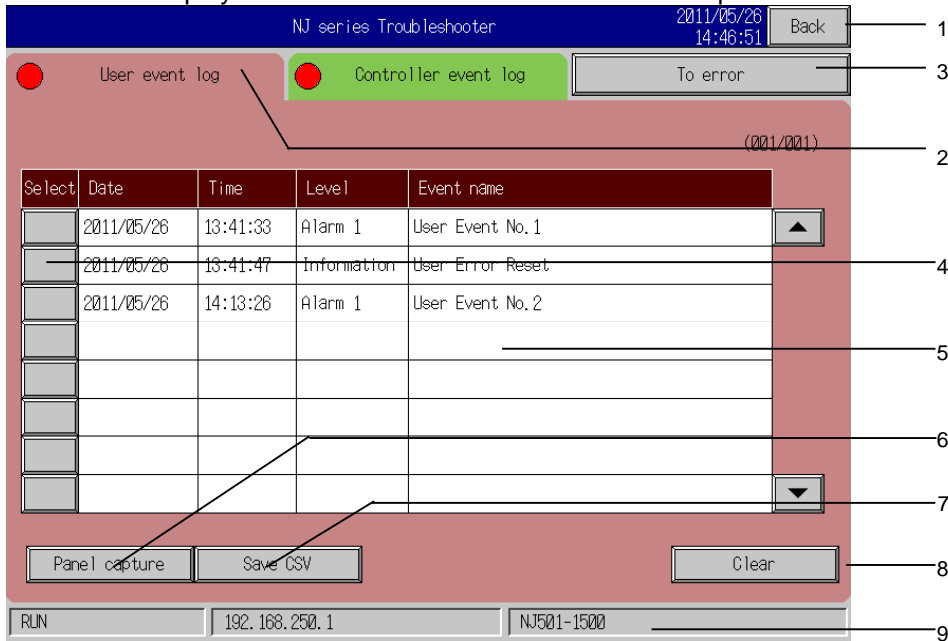 NJ series Troubleshooter 2011/05/26 14:46:51 Back 1
User event log Controller event log To error 3
(001/001)
2
Select Date Time Level Event name
2011/05/26 13:41:33 Alarm 1 User Event No.1
2011/05/26 13:41:47 Information User Error Reset 4
2011/05/26 14:13:26 Alarm 1 User Event No.2
5
6
7
Panel capture Save CSV Clear 8
RUN 192.168.250.1 NJ501-1500 9